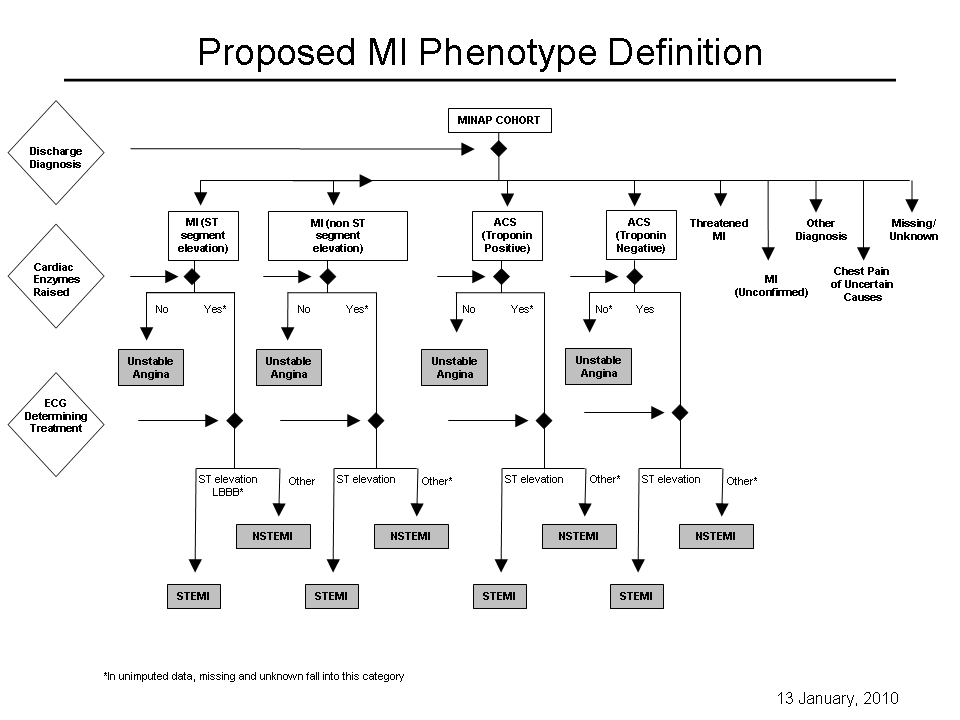 Proposed MI Phenotype Definition
MINAP COHORT
Discharge
Diagnosis
MI (ST
segment
elevation)
MI (non ST
segment
elevation)
ACS
(Troponin
Positive)
ACS
(Troponin
Negative)
Threatened
MI
MI
(Unconfirmed)
Other
Diagnosis
Chest Pain
of Uncertain
Causes
Missing/
Unknown
Cardiac
Enzymes
Raised
No Yes*
No Yes*
No Yes*
No* Yes
Unstable
Angina
Unstable
Angina
Unstable
Angina
Unstable
Angina
ECG
Determining
Treatment
ST elevation
LBBB*
Other
ST elevation
Other*
ST elevation
Other*
ST elevation
Other*
NSTEMI
NSTEMI
NSTEMI
NSTEMI
STEMI
STEMI
STEMI
STEMI
*In unimputed data, missing and unknown fall into this category
13 January, 2010